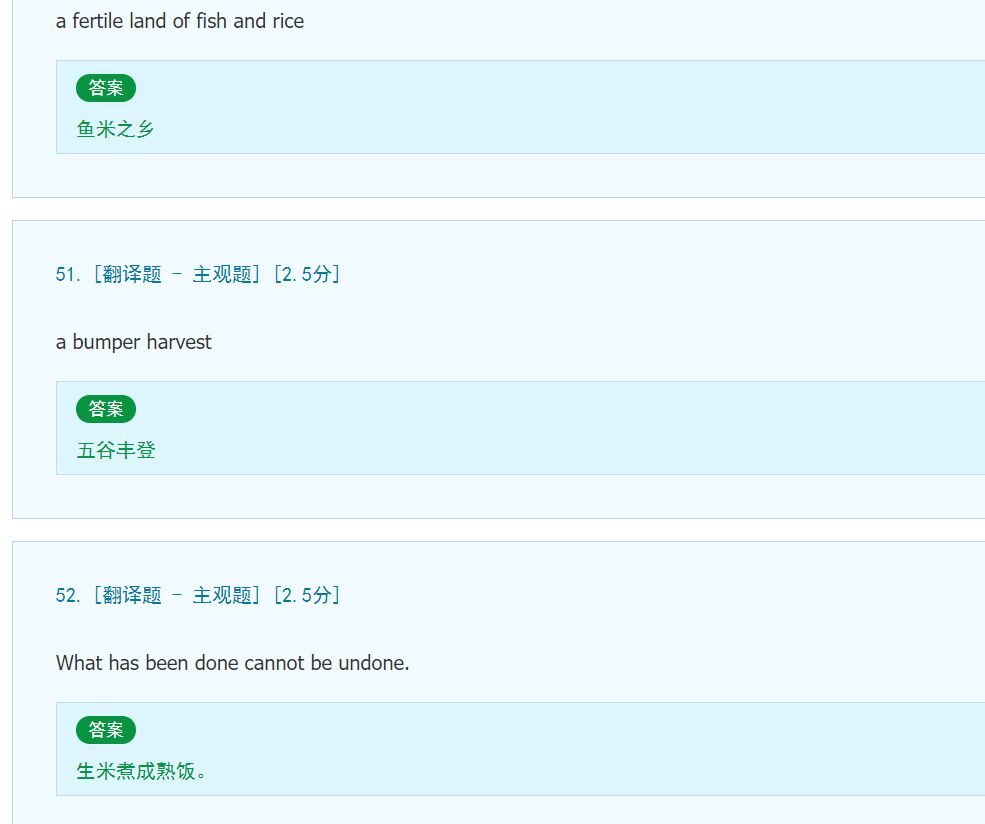 a fertile land of fish and rice
答案
鱼米之乡
51. [翻译题 - 主观题] [2.5分]
a bumper harvest
答案
五谷丰登
52. [翻译题 - 主观题] [2.5分]
What has been done cannot be undone.
答案
生米煮成熟饭。